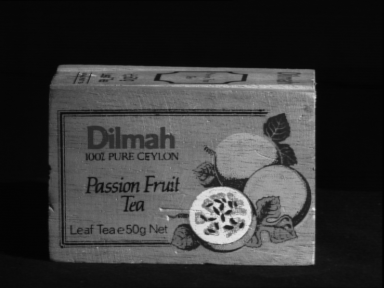 Dilmah
100% PURE CEYLON
Passion Fruit
Tea
Leaf Tea e 50g Net